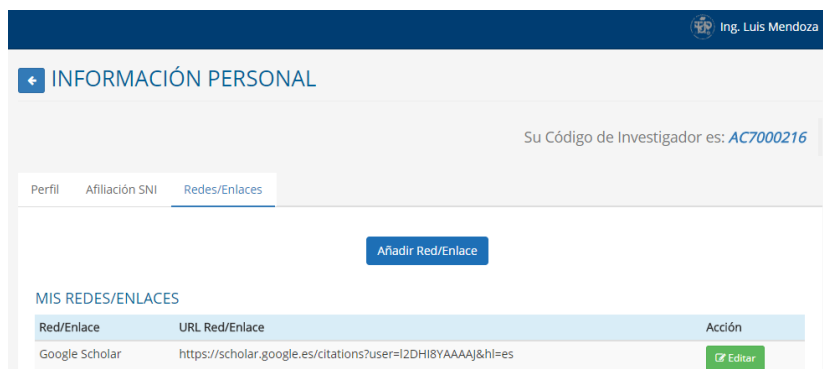 Ing. Luis Mendoza
INFORMACIÓN PERSONAL
Su Código de Investigador es: AC7000216
Perfil Afiliación SNI Redes/Enlaces
Añadir Red/Enlace
MIS REDES/ENLACES
Red/Enlace URL Red/Enlace Acción
Google Scholar https://scholar.google.es/citations?user=l2DHI8YAAAAJ&hl=es Editar